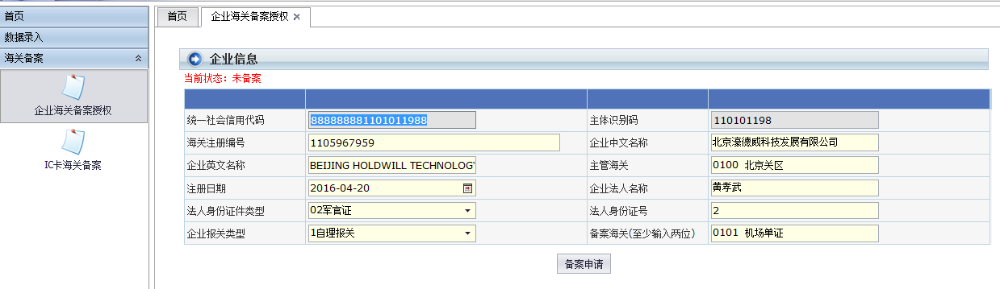 首页
数据录入
海关备案
企业海关备案授权
IC卡海关备案
首页 企业海关备案授权
企业信息
当前状态：未备案
统一社会信用代码 888888881101011988 主体识别码 110101198
海关注册编号 1105967959 企业中文名称 北京濠德威科技发展有限公司
企业英文名称 BEIJING HOLDWILL TECHNOLOGY 主管海关 0100 北京关区
注册日期 2016-04-20 企业法人名称 黄孝武
法人身份证件类型 02军官证 法人身份证号 2
企业报关类型 1自理报关 备案海关(至少输入两位) 0101 机场单证
备案申请